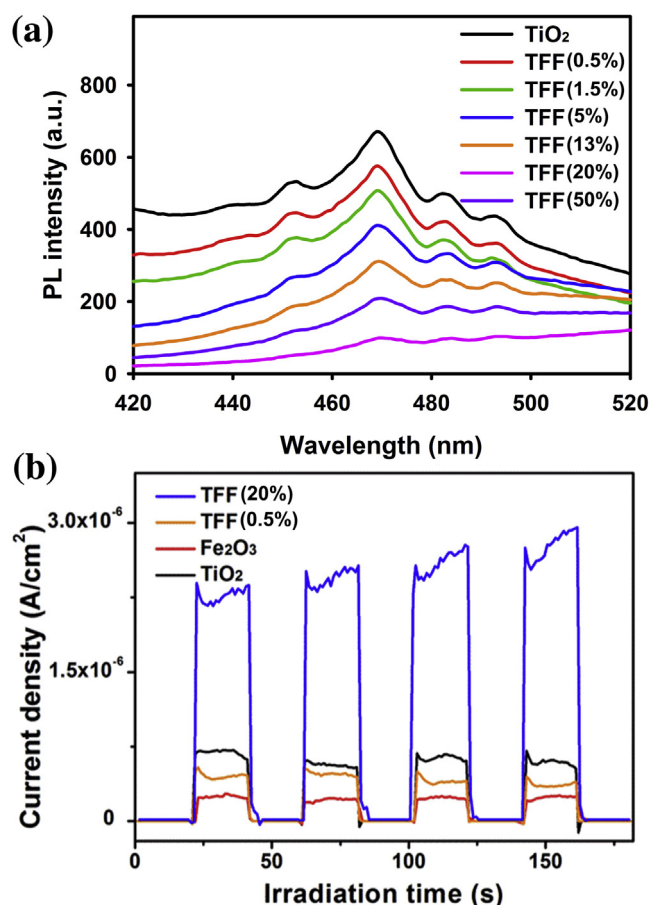 (a)
TiO₂
TFF(0.5%)
TFF(1.5%)
TFF(5%)
TFF(13%)
TFF(20%)
TFF(50%)
PL intensity (a.u.)
800
600
400
200
0
420 440 460 480 500 520
Wavelength (nm)
(b)
TFF(20%)
TFF(0.5%)
Fe₂O₃
TiO₂
Current density (A/cm²)
3.0x10⁻⁶
1.5x10⁻⁶
0
0 50 100 150
Irradiation time (s)